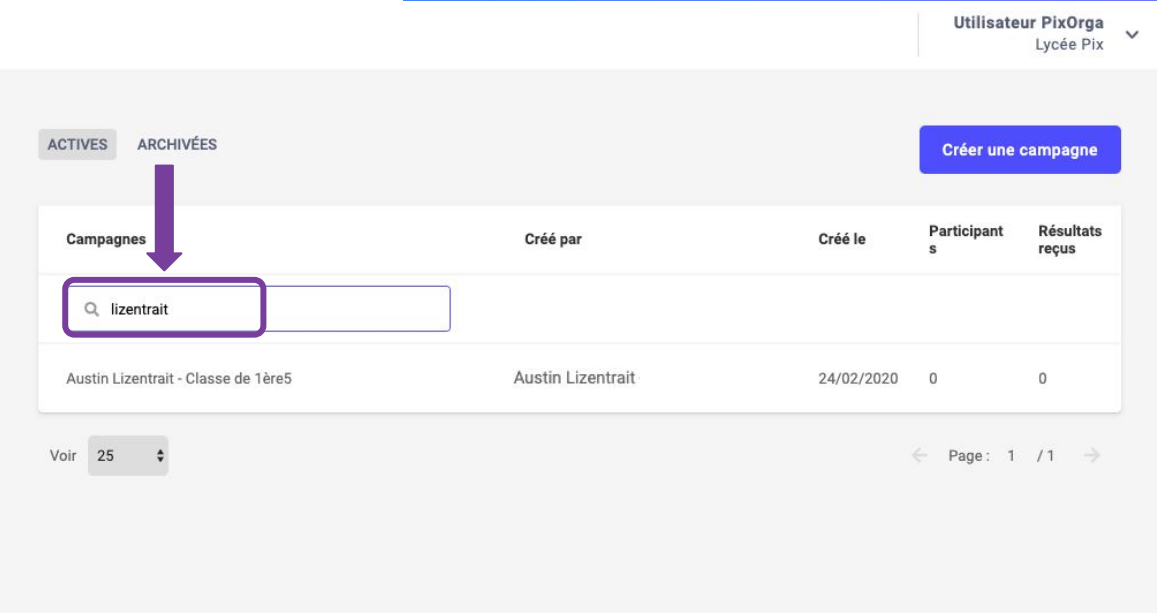 Utilisateur PixOrga
Lycée Pix
ACTIVES ARCHIVÉES
Créer une campagne
Campagnes Créé par Créé le Participant
s Résultats
reçus
lizentrait
Austin Lizentrait - Classe de 1ère5 Austin Lizentrait 24/02/2020 0 0
Voir 25 Page : 1 / 1